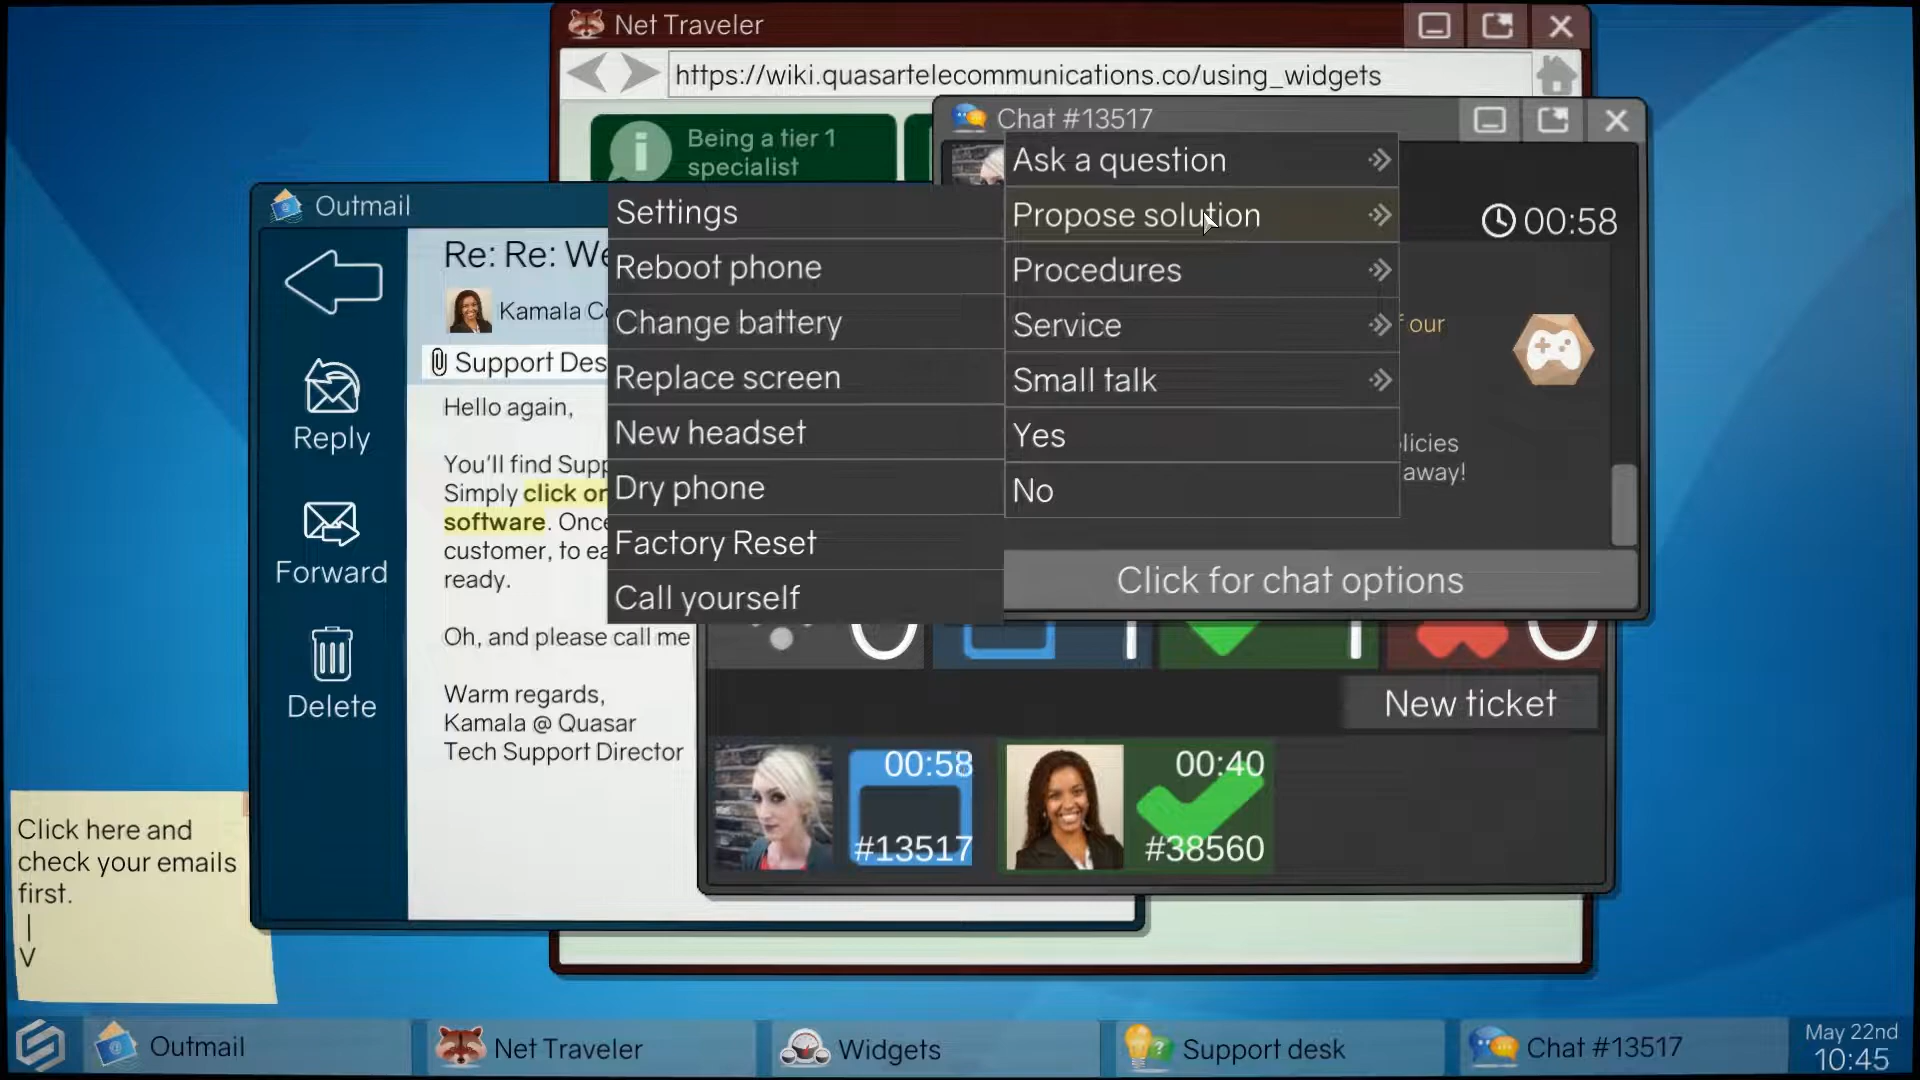 Net Traveler
https://wiki.quasartelecommunications.co/using_widgets
Being a tier 1
specialist
Chat #13517
00:58
our
licies
away!
Ask a question
Propose solution
Procedures
Service
Small talk
Yes
No
Settings
Reboot phone
Change battery
Replace screen
New headset
Dry phone
Factory Reset
Call yourself
Click for chat options
Outmail
Reply
Forward
Delete
Re: Re: We
Kamala Co
Support Des
Hello again,
You'll find Supp
Simply click on
software. Once
customer, to ea
ready.
Oh, and please call me
Warm regards,
Kamala @ Quasar
Tech Support Director
New ticket
00:58
#13517
00:40
#38560
Click here and
check your emails
first.
|
V
Outmail
Net Traveler
Widgets
Support desk
Chat #13517
May 22nd
10:45